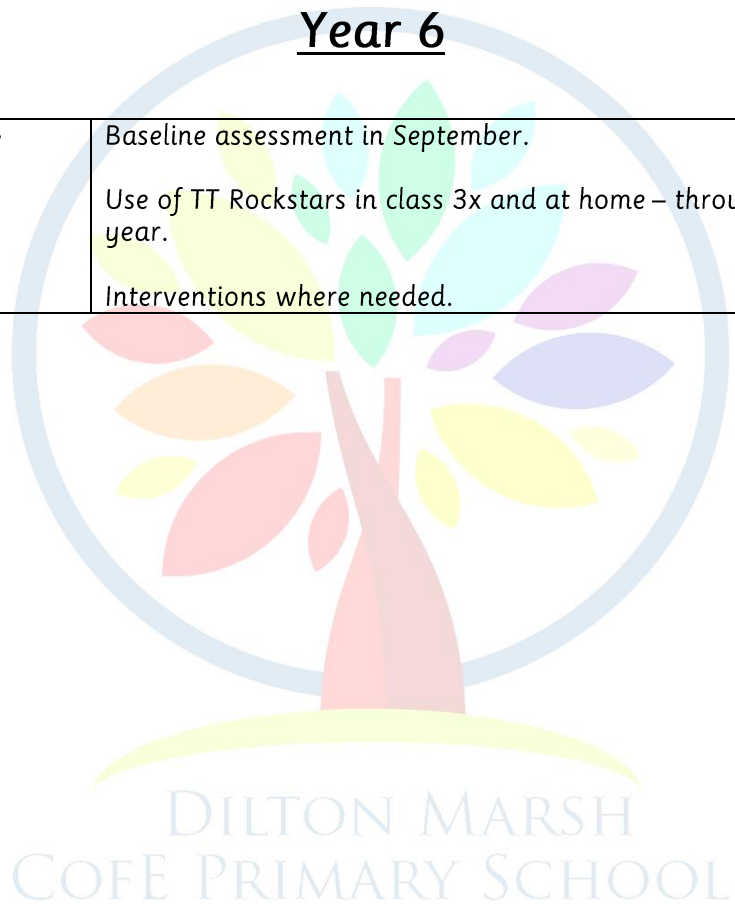 Year 6
Baseline assessment in September.
Use of TT Rockstars in class 3x and at home –
year.
Interventions where needed.
DILTON MARSH
COFE PRIMARY SCHOOL